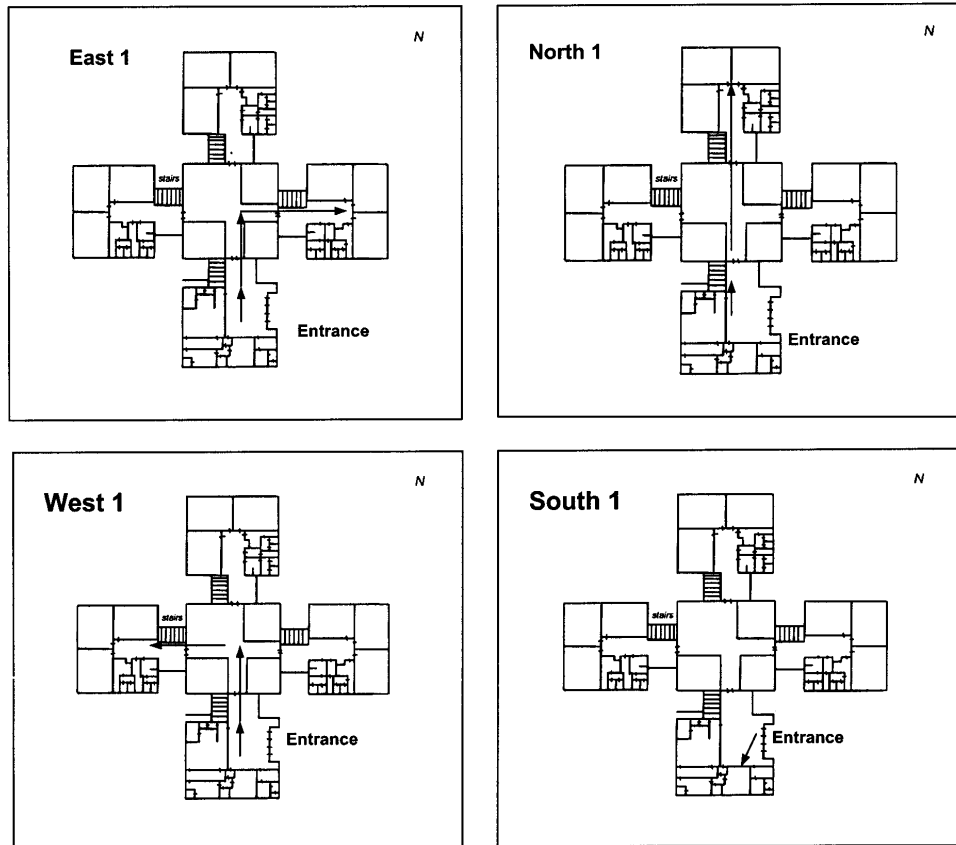 East 1
N
stairs
Entrance
North 1
N
stairs
Entrance
West 1
N
stairs
Entrance
South 1
N
stairs
Entrance